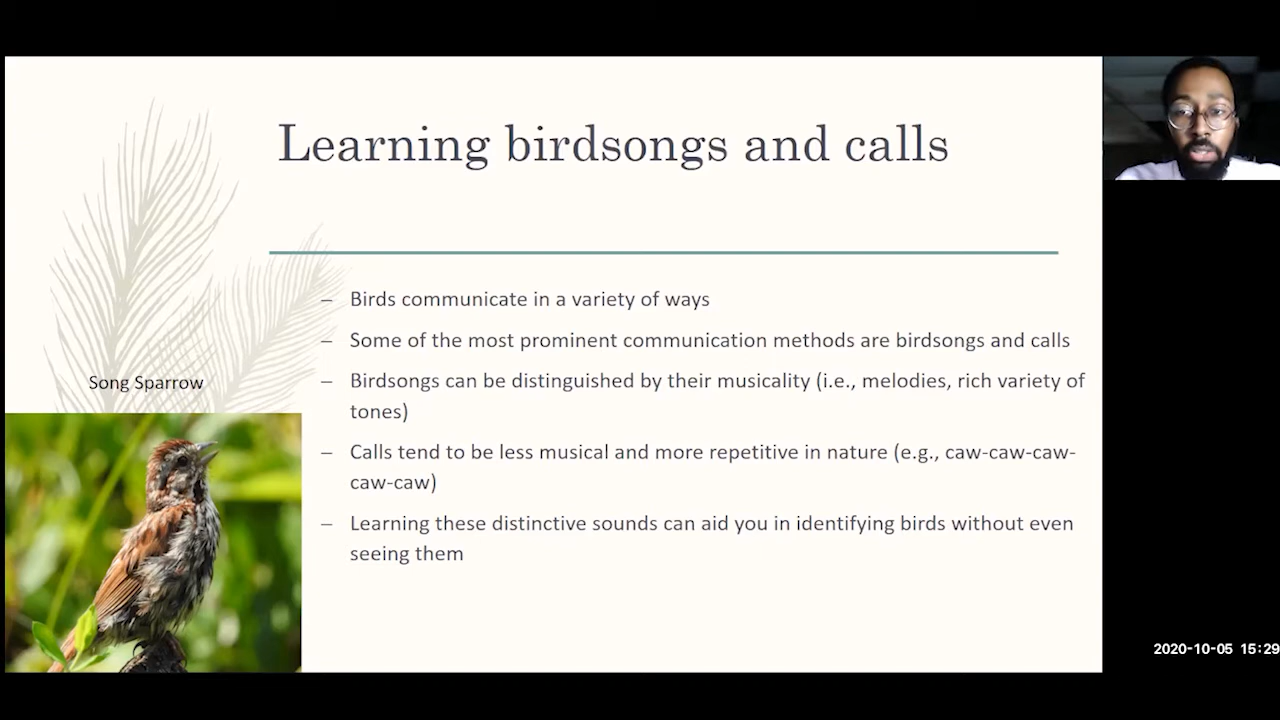 Learning birdsongs and calls
– Birds communicate in a variety of ways
– Some of the most prominent communication methods are birdsongs and calls
– Birdsongs can be distinguished by their musicality (i.e., melodies, rich variety of
tones)
– Calls tend to be less musical and more repetitive in nature (e.g., caw-caw-caw-
caw-caw)
– Learning these distinctive sounds can aid you in identifying birds without even
seeing them
Song Sparrow
2020-10-05 15:29